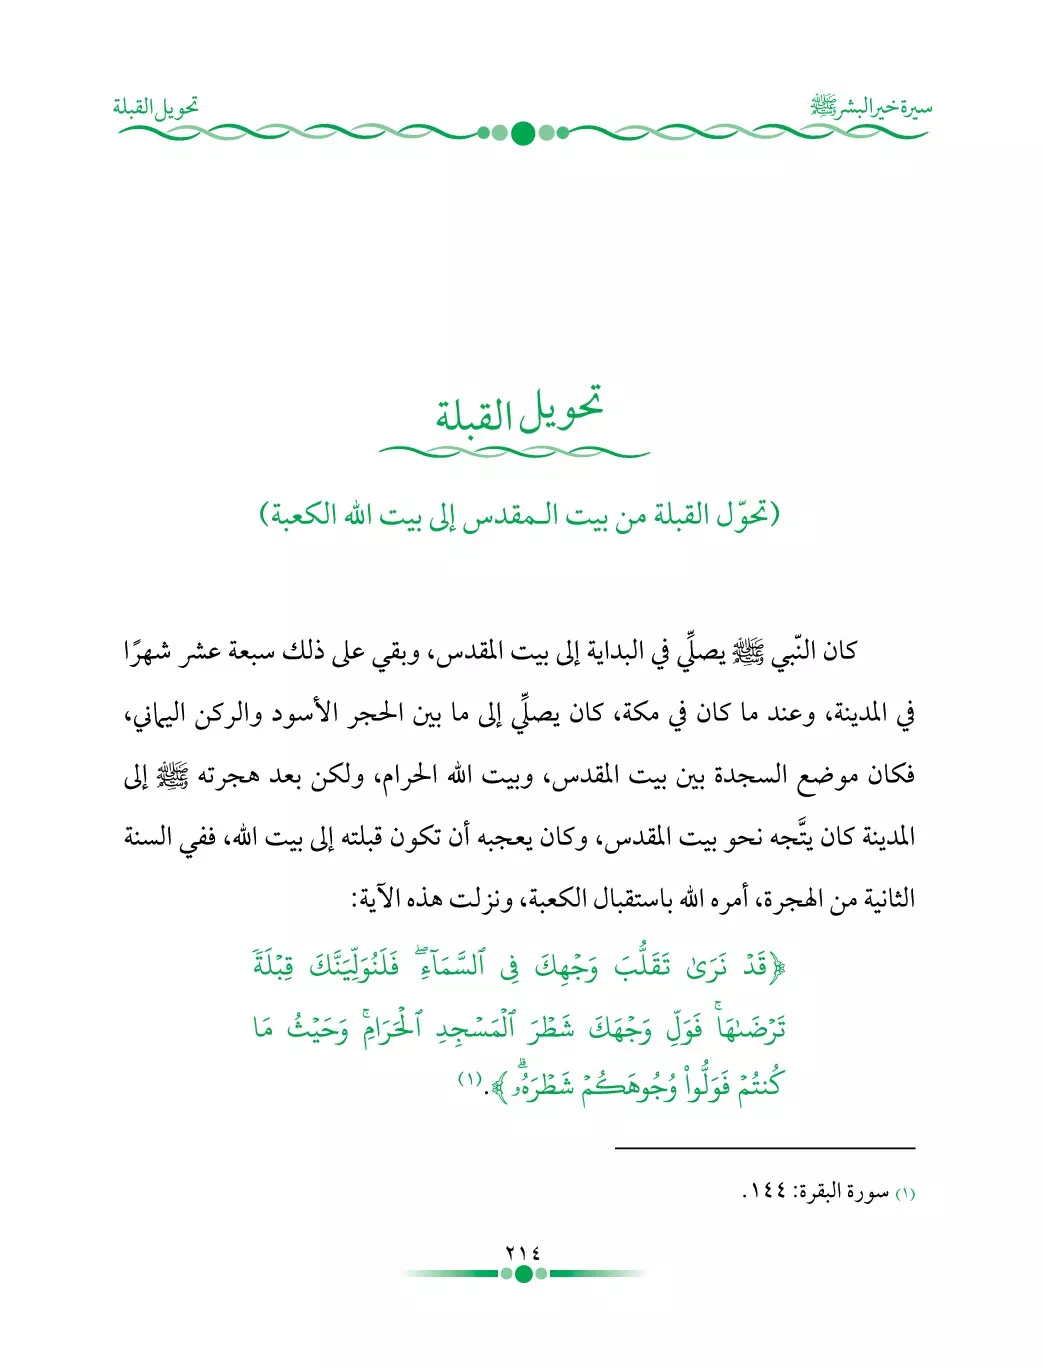 سيرة خير البشر ﷺ
تحويل القبلة
تحويل القبلة
(تحوّل القبلة من بيت الـمقدس إلى بيت الله الكعبة)
كان النّبي ﷺ يصلِّي في البداية إلى بيت المقدس، وبقي على ذلك سبعة عشر شهرًا
في المدينة، وعند ما كان في مكة، كان يصلِّي إلى ما بين الحجر الأسود والركن اليماني،
فكان موضع السجدة بين بيت المقدس، وبيت الله الحرام، ولكن بعد هجرته ﷺ إلى
المدينة كان يتَّجه نحو بيت المقدس، وكان يعجبه أن تكون قبلته إلى بيت الله، ففي السنة
الثانية من الهجرة، أمره الله باستقبال الكعبة، ونزلت هذه الآية:
﴿قَدۡ نَرَىٰ تَقَلُّبَ وَجۡهِكَ فِي ٱلسَّمَآءِۖ فَلَنُوَلِّيَنَّكَ قِبۡلَةٗ
تَرۡضَىٰهَاۚ فَوَلِّ وَجۡهَكَ شَطۡرَ ٱلۡمَسۡجِدِ ٱلۡحَرَامِۚ وَحَيۡثُ مَا
كُنتُمۡ فَوَلُّواْ وُجُوهَكُمۡ شَطۡرَهُۥۗ﴾.(١)
(١) سورة البقرة: ١٤٤.
٢١٤